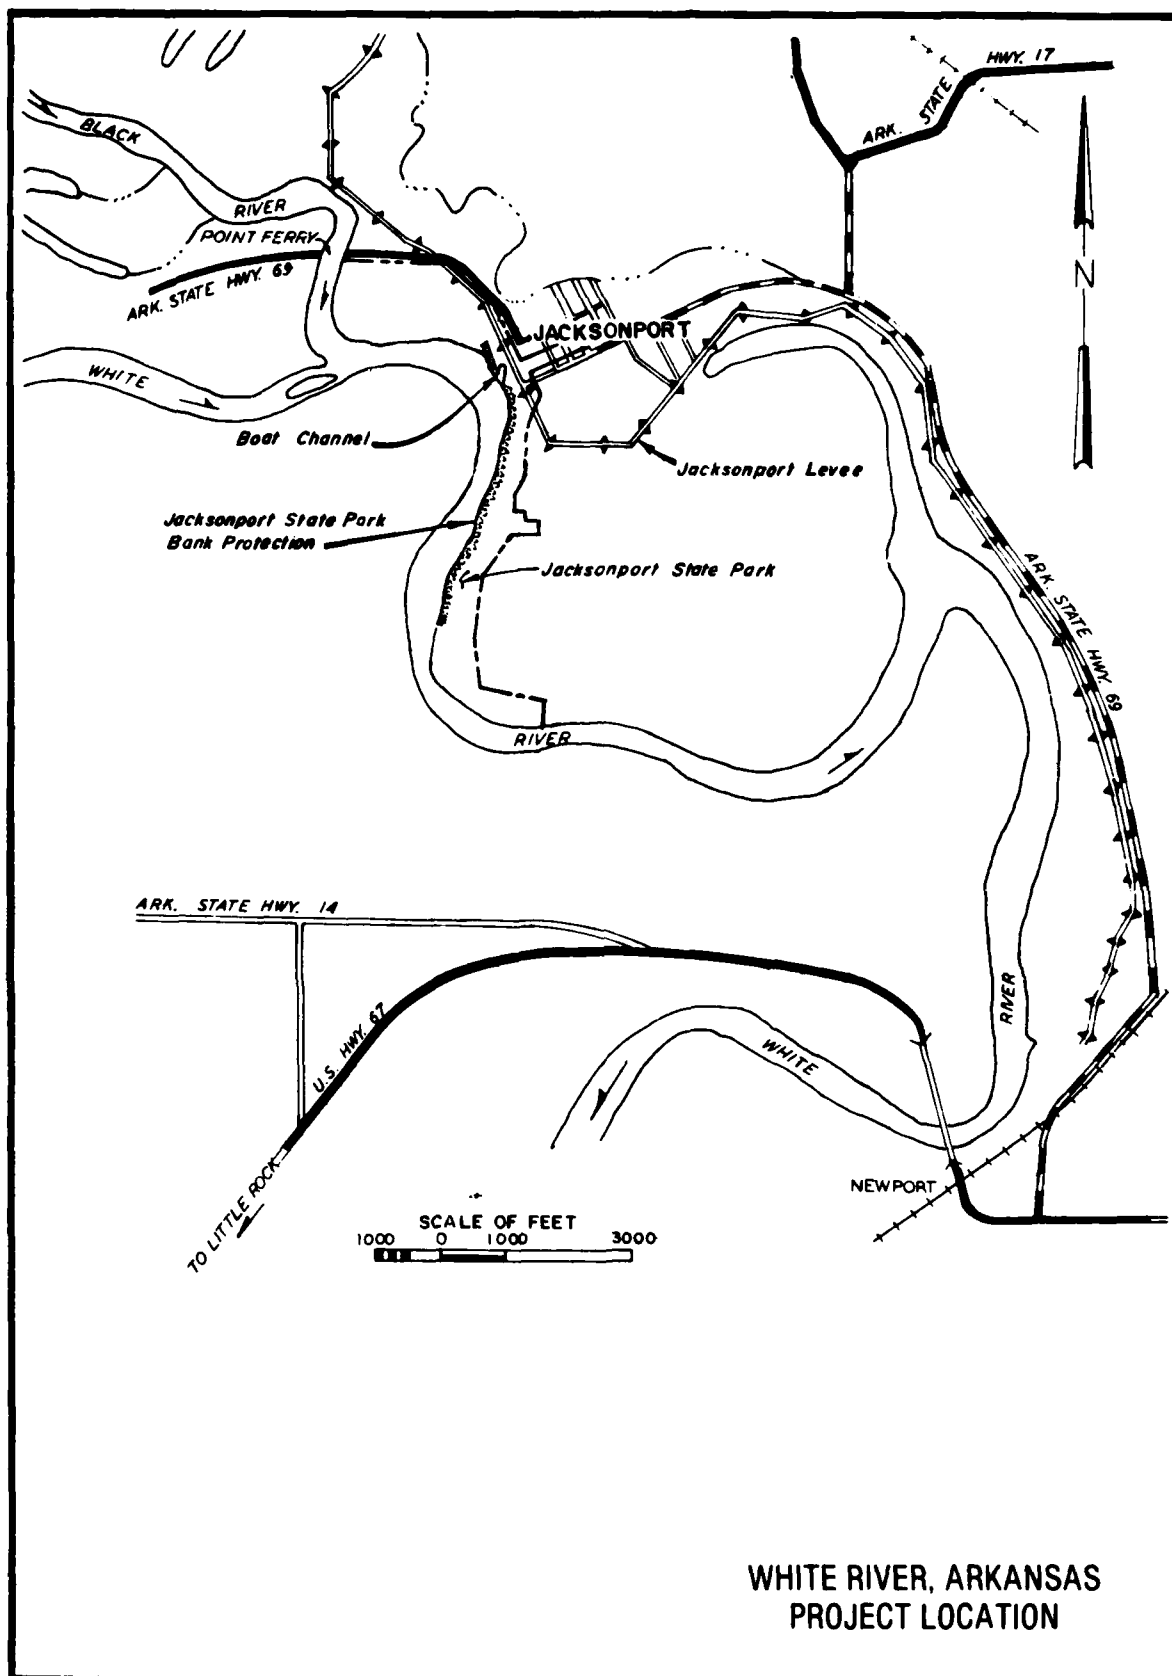 HWY. 17
STATE
ARK.
BLACK
RIVER
POINT FERRY
ARK. STATE HWY. 69
N
JACKSONPORT
WHITE
Boat Channel
Jacksonport Levee
Jacksonport State Park
Bank Protection
Jacksonport State Park
ARK. STATE HWY. 69
RIVER
ARK. STATE HWY. 14
U.S. HWY. 67
RIVER
WHITE
TO LITTLE ROCK
NEWPORT
SCALE OF FEET
1000 0 1000 3000
WHITE RIVER, ARKANSAS
PROJECT LOCATION